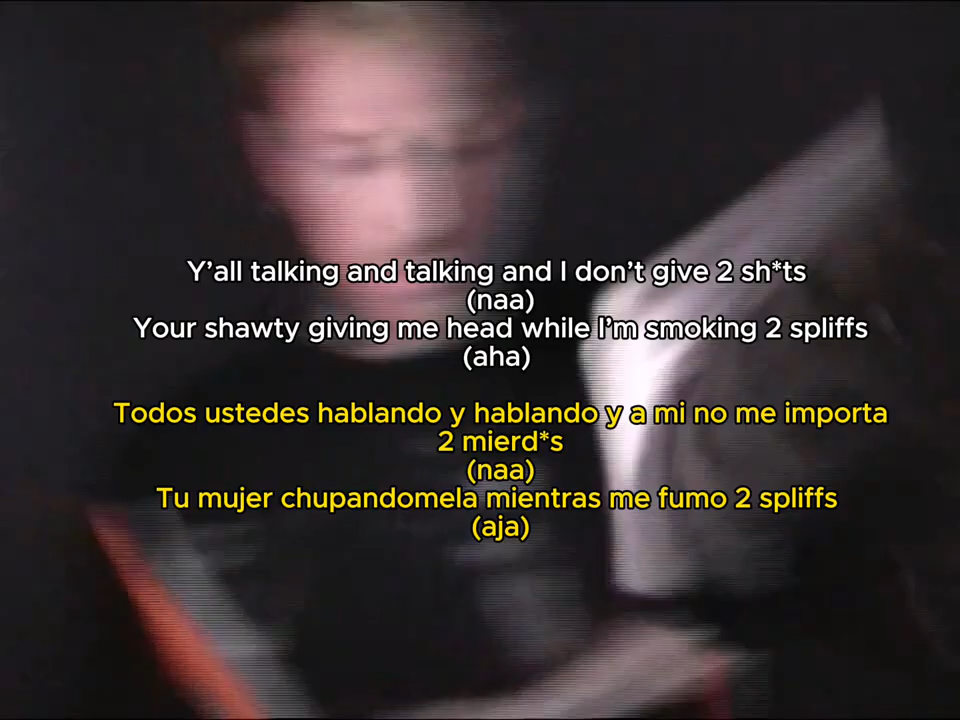 Y'all talking and talking and I don't give 2 sh*ts
(naa)
Your shawty giving me head while I'm smoking 2 spliffs
(aha)
Todos ustedes hablando y hablando y a mi no me importa
2 mierd*s
(naa)
Tu mujer chupandomela mientras me fumo 2 spliffs
(aja)